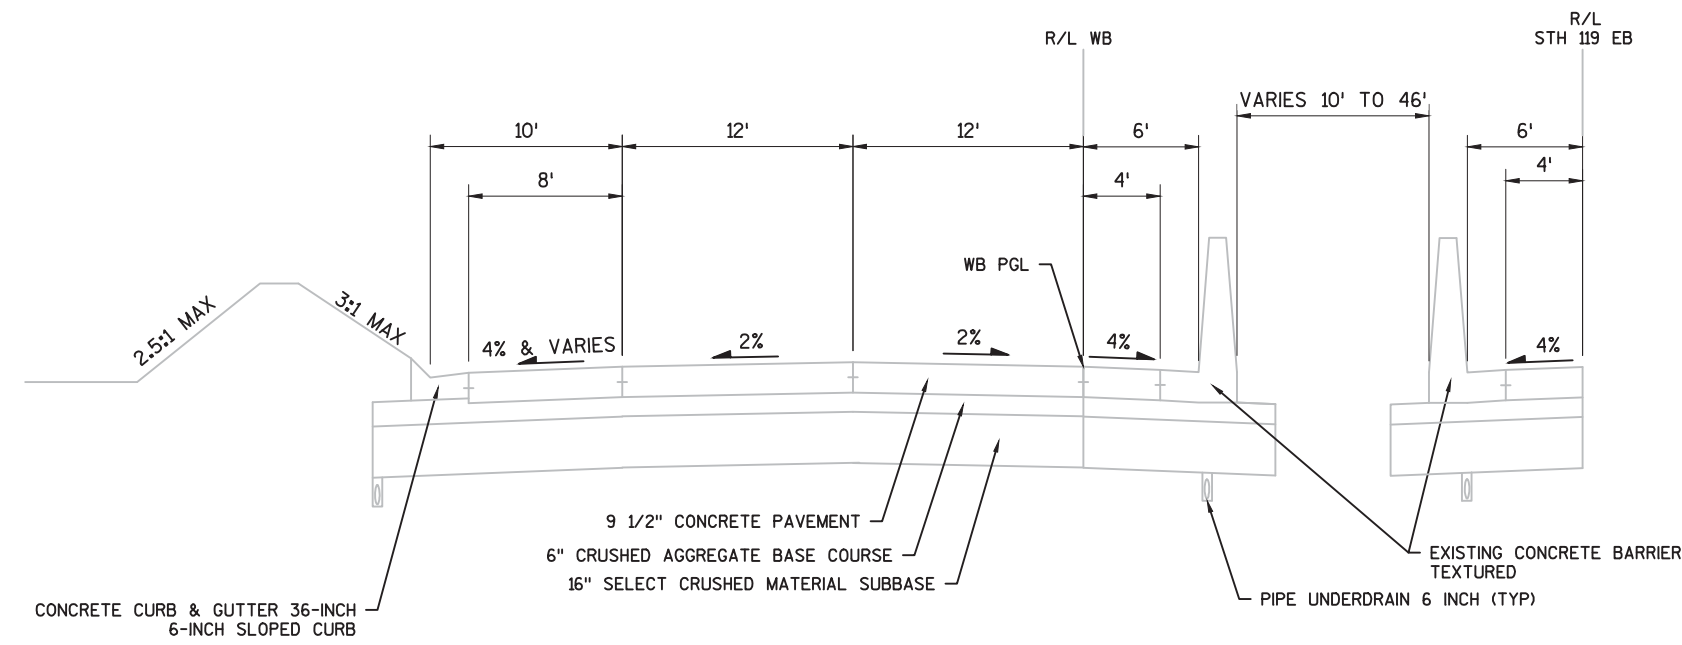 R/L
STH 119 EB
R/L WB
VARIES 10' TO 46'
10'
12'
12'
6'
6'
8'
4'
4'
WB PGL
2.5:1 MAX
3:1 MAX
4% & VARIES
2%
2%
4%
4%
9 1/2" CONCRETE PAVEMENT
6" CRUSHED AGGREGATE BASE COURSE
16" SELECT CRUSHED MATERIAL SUBBASE
EXISTING CONCRETE BARRIER
TEXTURED
PIPE UNDERDRAIN 6 INCH (TYP)
CONCRETE CURB & GUTTER 36-INCH
6-INCH SLOPED CURB